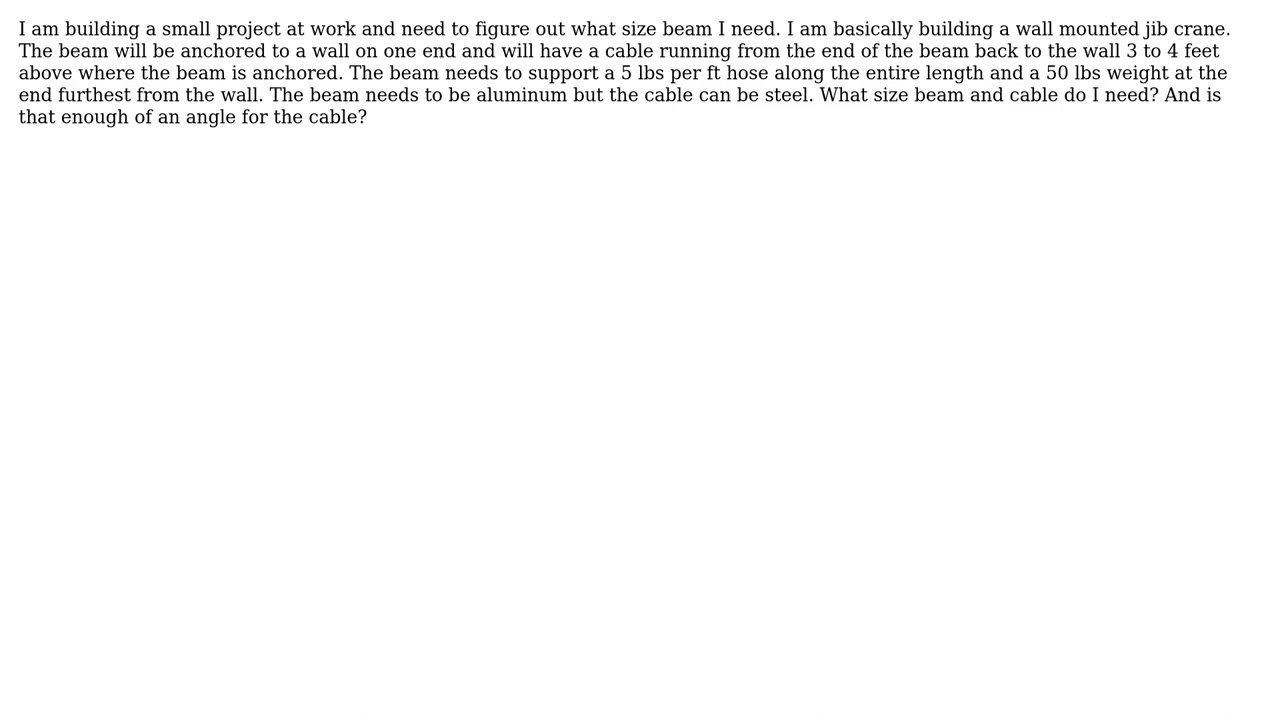 I am building a small project at work and need to figure out what size beam I need. I am basically building a wall mounted jib crane.
The beam will be anchored to a wall on one end and will have a cable running from the end of the beam back to the wall 3 to 4 feet
above where the beam is anchored. The beam needs to support a 5 lbs per ft hose along the entire length and a 50 lbs weight at the
end furthest from the wall. The beam needs to be aluminum but the cable can be steel. What size beam and cable do I need? And is
that enough of an angle for the cable?